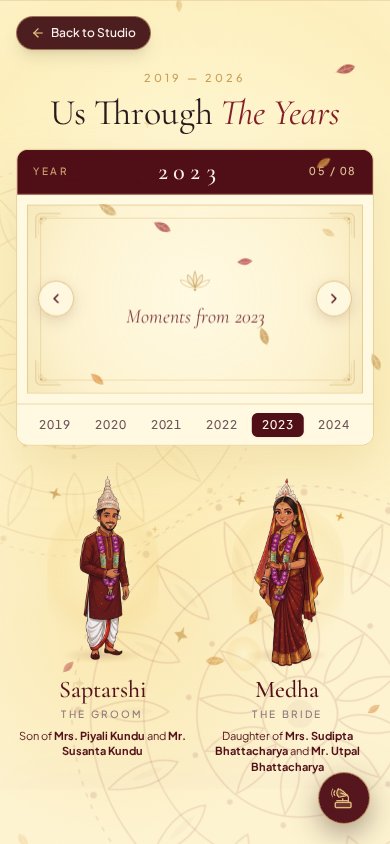 Back to Studio
2019 — 2026
Us Through The Years
YEAR
2023
05 / 08
Moments from 2023
2019 2020 2021 2022 2023 2024
Saptarshi
THE GROOM
Son of Mrs. Piyali Kundu and Mr.
Susanta Kundu
Medha
THE BRIDE
Daughter of Mrs. Sudipta
Bhattacharya and Mr. Utpal
Bhattacharya